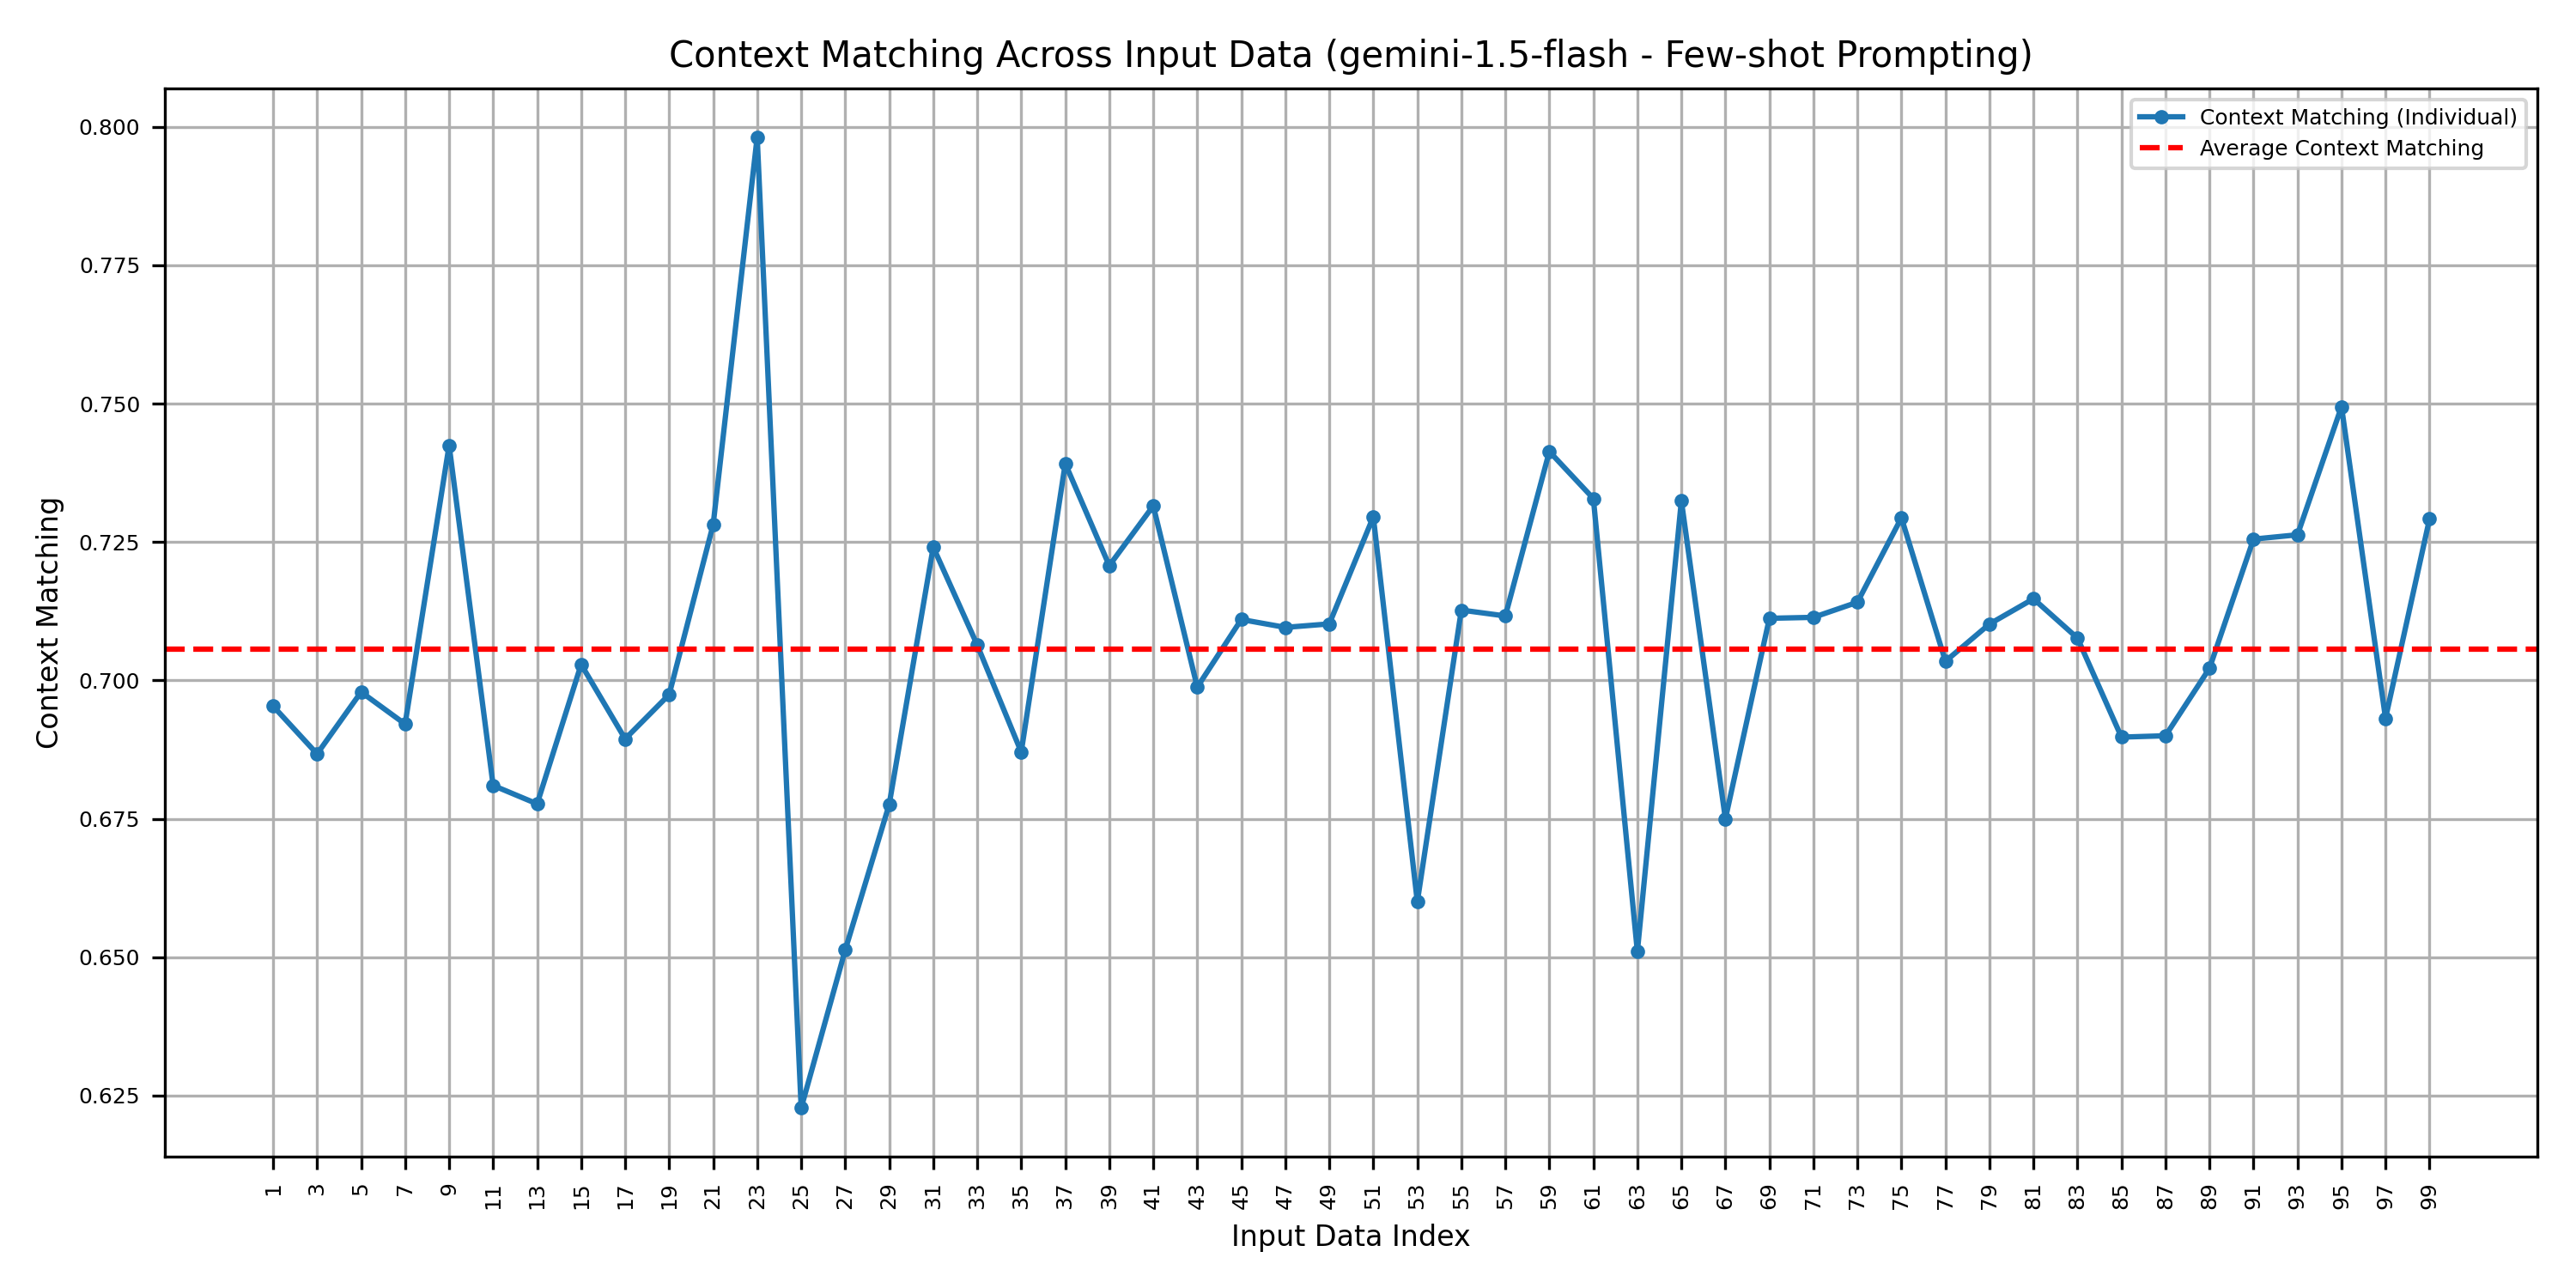 Context Matching Across Input Data (gemini-1.5-flash - Few-shot Prompting)
Context Matching (Individual)
Average Context Matching
Context Matching
0.800
0.775
0.750
0.725
0.700
0.675
0.650
0.625
1 3 5 7 9 11 13 15 17 19 21 23 25 27 29 31 33 35 37 39 41 43 45 47 49 51 53 55 57 59 61 63 65 67 69 71 73 75 77 79 81 83 85 87 89 91 93 95 97 99
Input Data Index